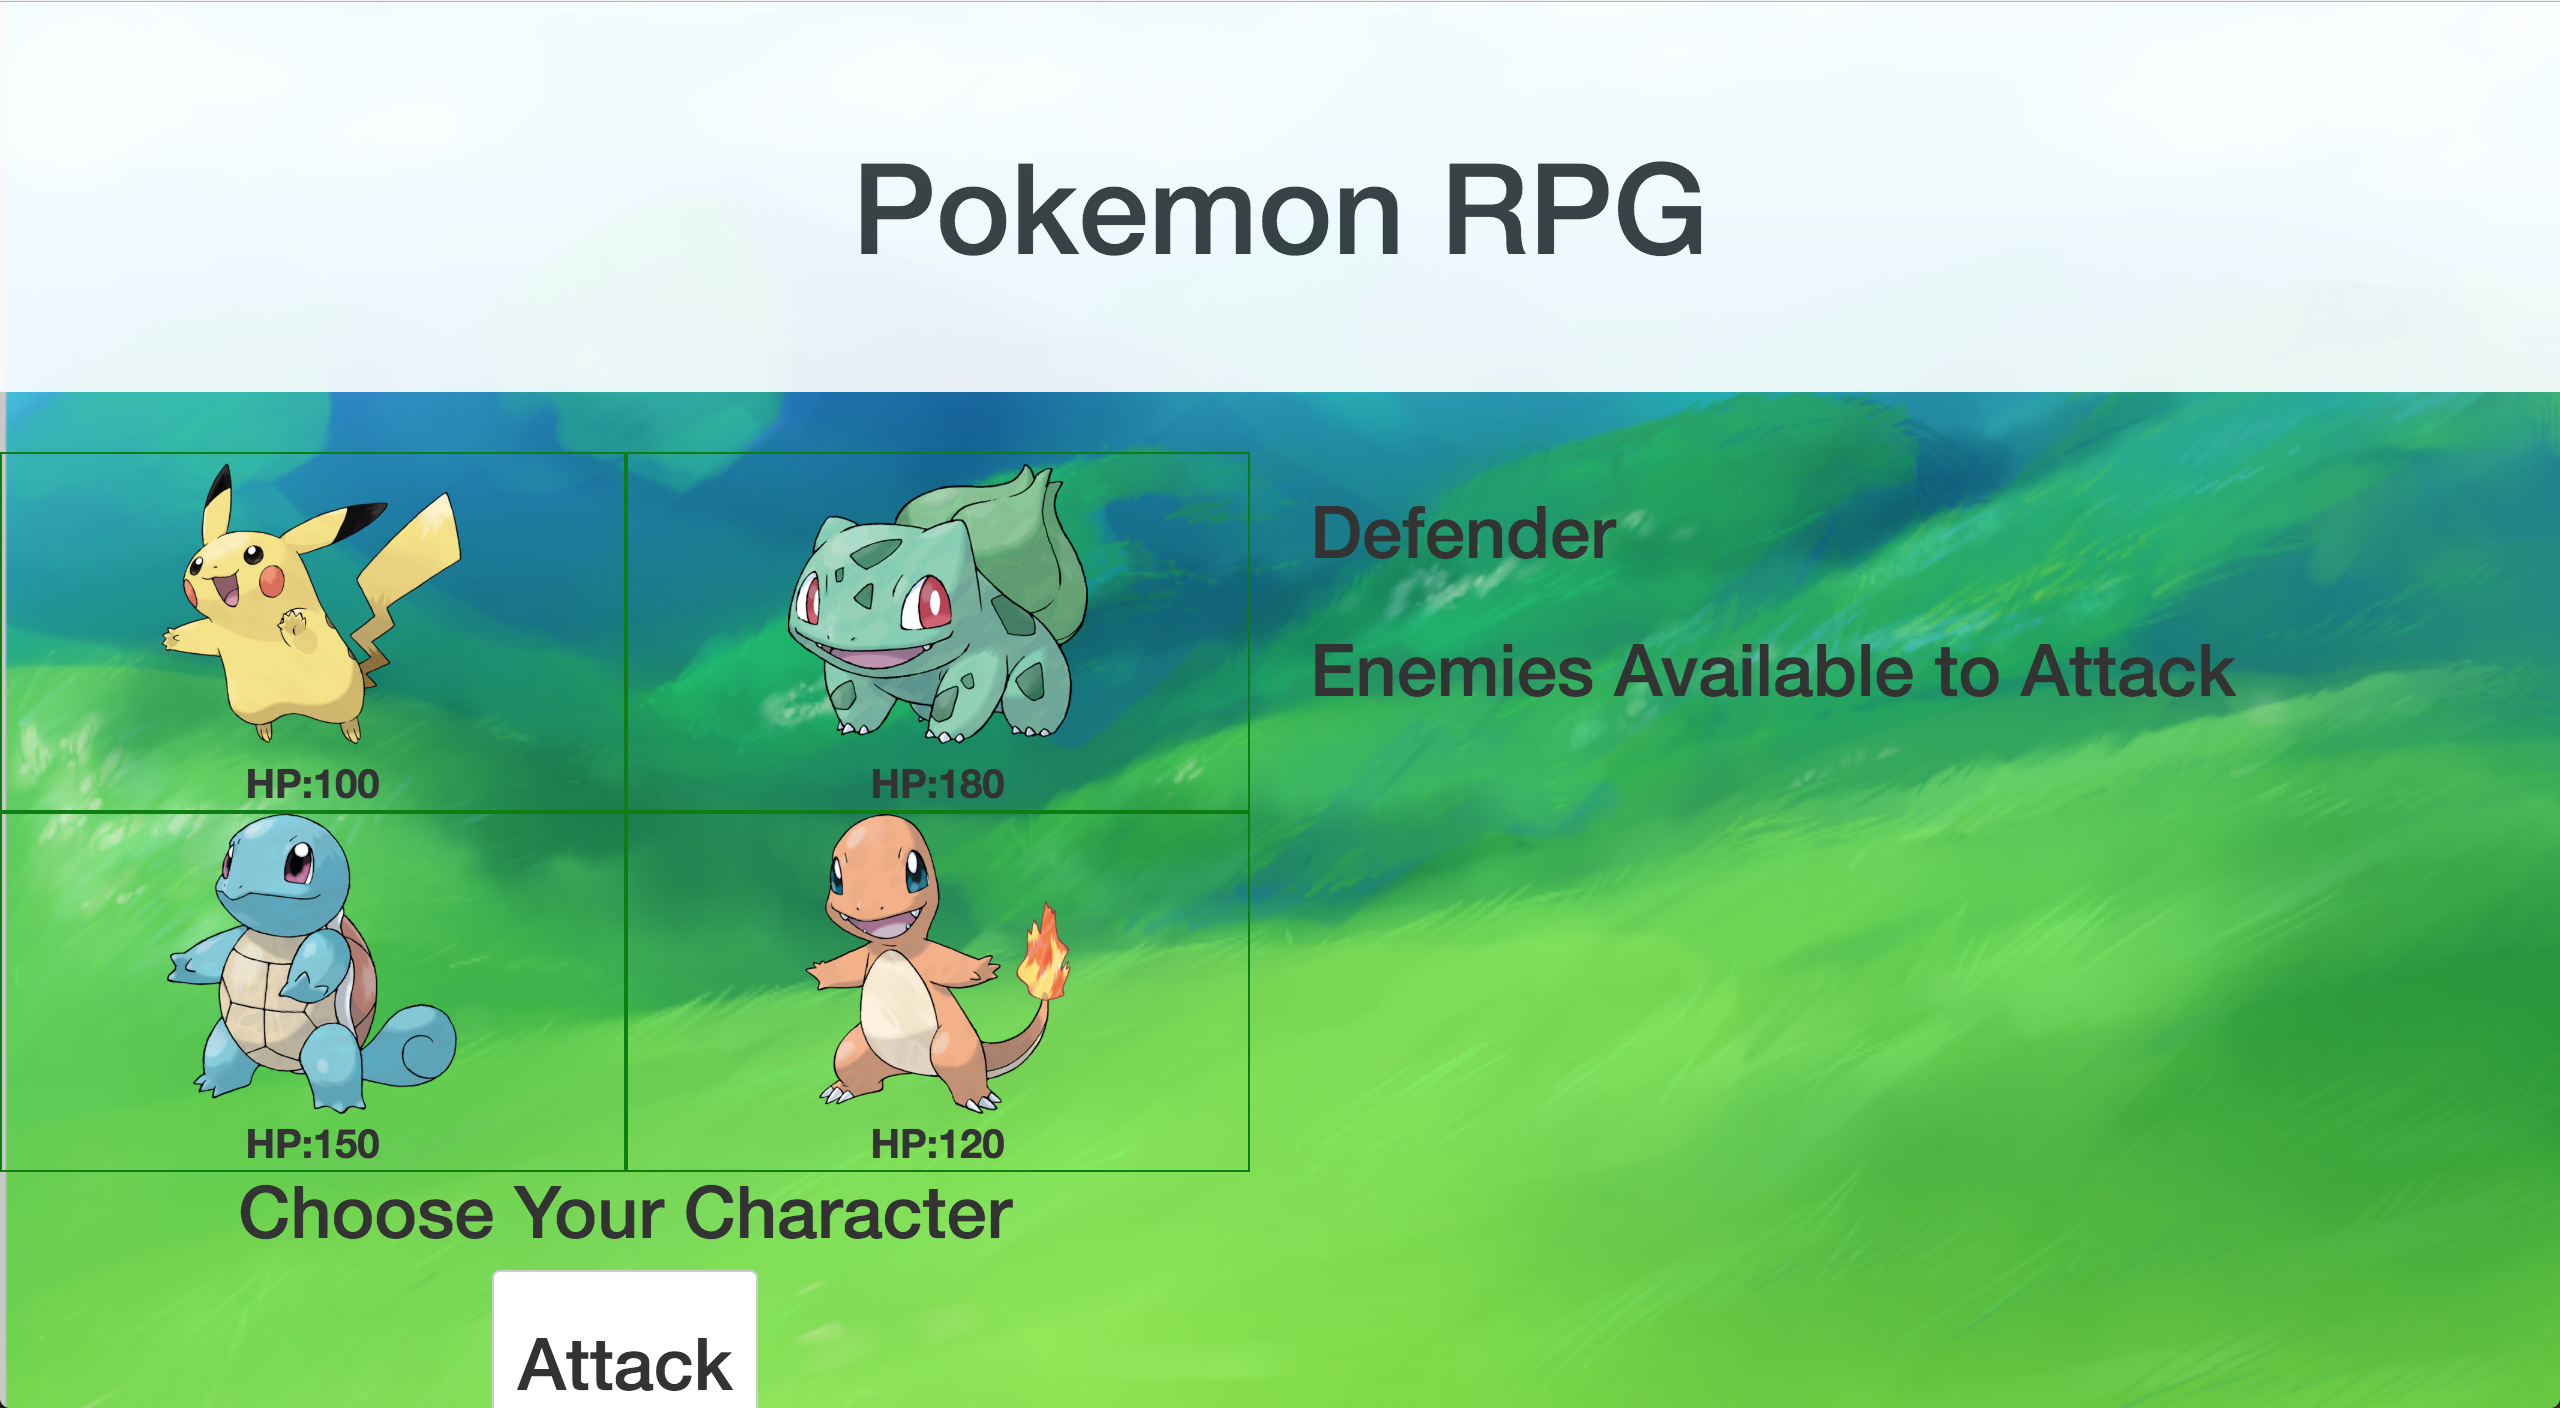 Pokemon RPG
HP:100
HP:180
HP:150
HP:120
Choose Your Character
Attack
Defender
Enemies Available to Attack